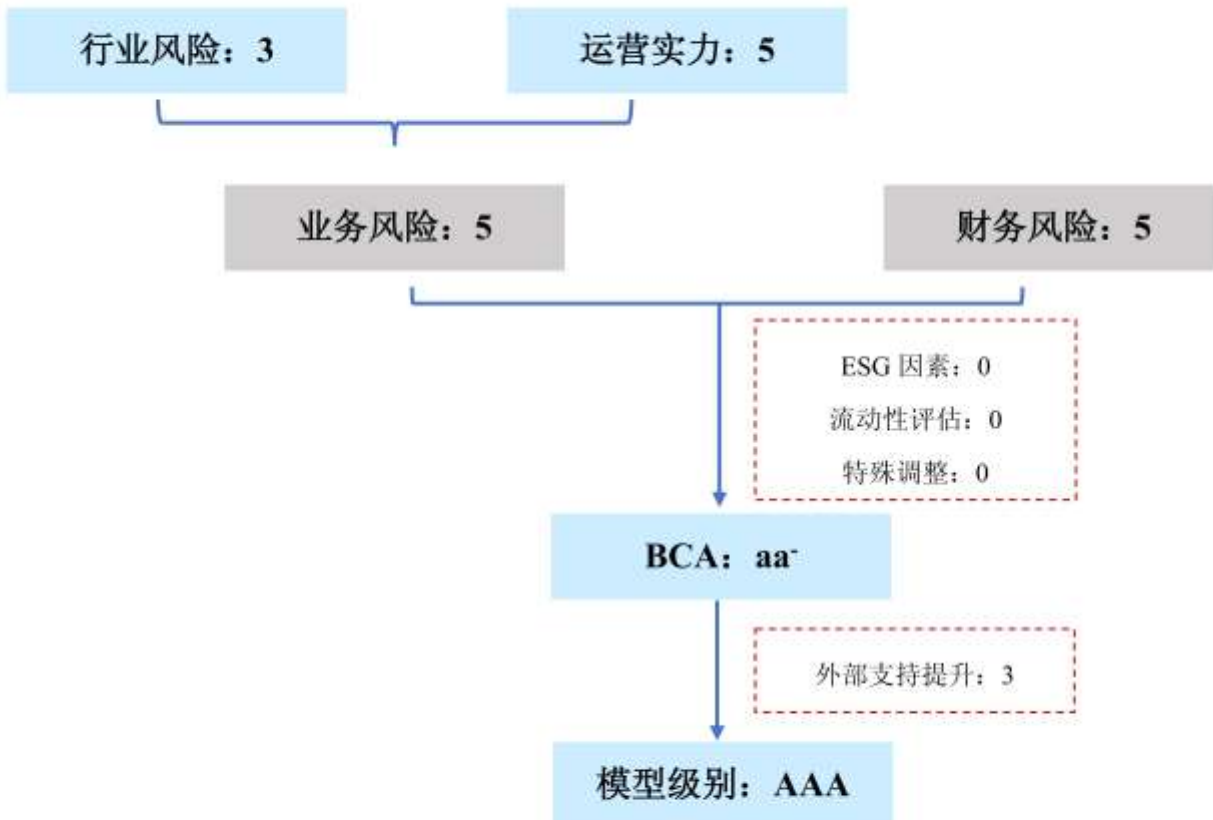 行业风险：3
运营实力：5
业务风险：5
财务风险：5
ESG 因素：0
流动性评估：0
特殊调整：0
BCA：aa-
外部支持提升：3
模型级别：AAA